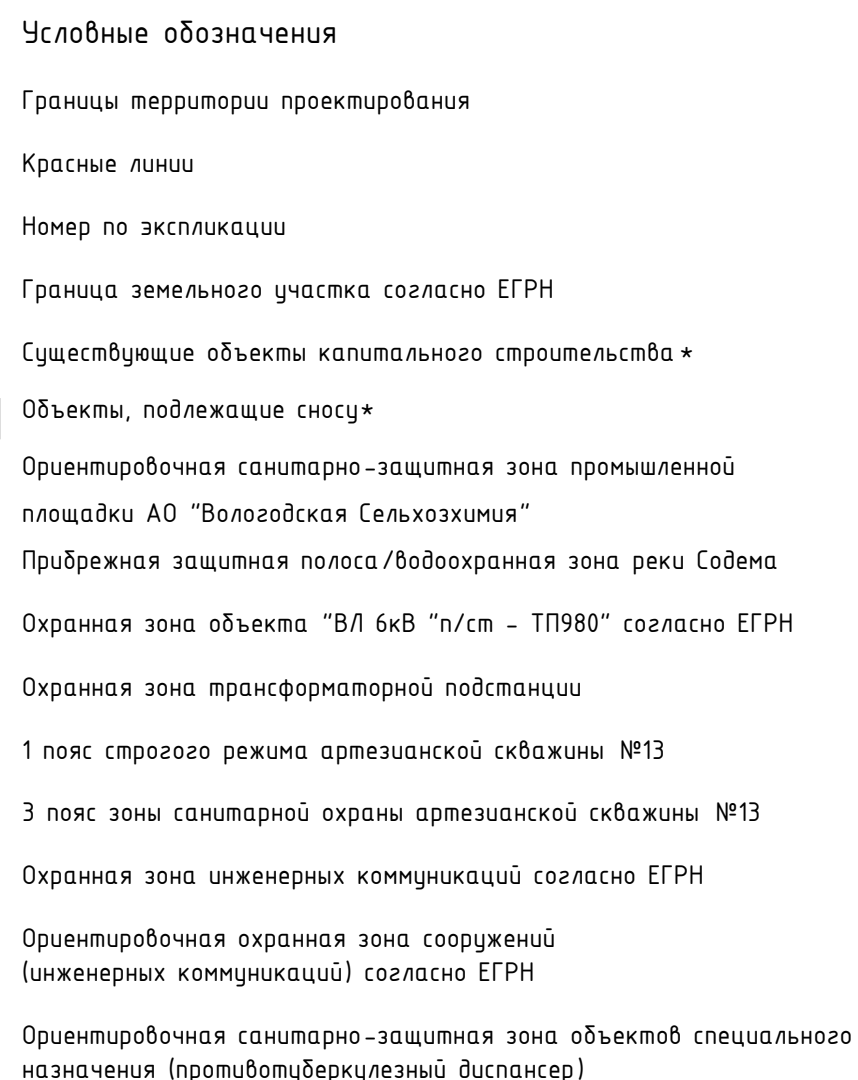 Условные обозначения
Границы территории проектирования
Красные линии
Номер по экспликации
Граница земельного участка согласно ЕГРН
Существующие объекты капитального строительства*
Объекты, подлежащие сносу*
Ориентировочная санитарно-защитная зона промышленной
площадки АО "Вологодская Сельхозхимия"
Прибрежная защитная полоса/водоохранная зона реки Содема
Охранная зона объекта "ВЛ 6кВ "п/ст - ТП980" согласно ЕГРН
Охранная зона трансформаторной подстанции
1 пояс строгого режима артезианской скважины №13
3 пояс зоны санитарной охраны артезианской скважины №13
Охранная зона инженерных коммуникаций согласно ЕГРН
Ориентировочная охранная зона сооружений
(инженерных коммуникаций) согласно ЕГРН
Ориентировочная санитарно-защитная зона объектов специального
назначения (противотуберкулезный диспансер)